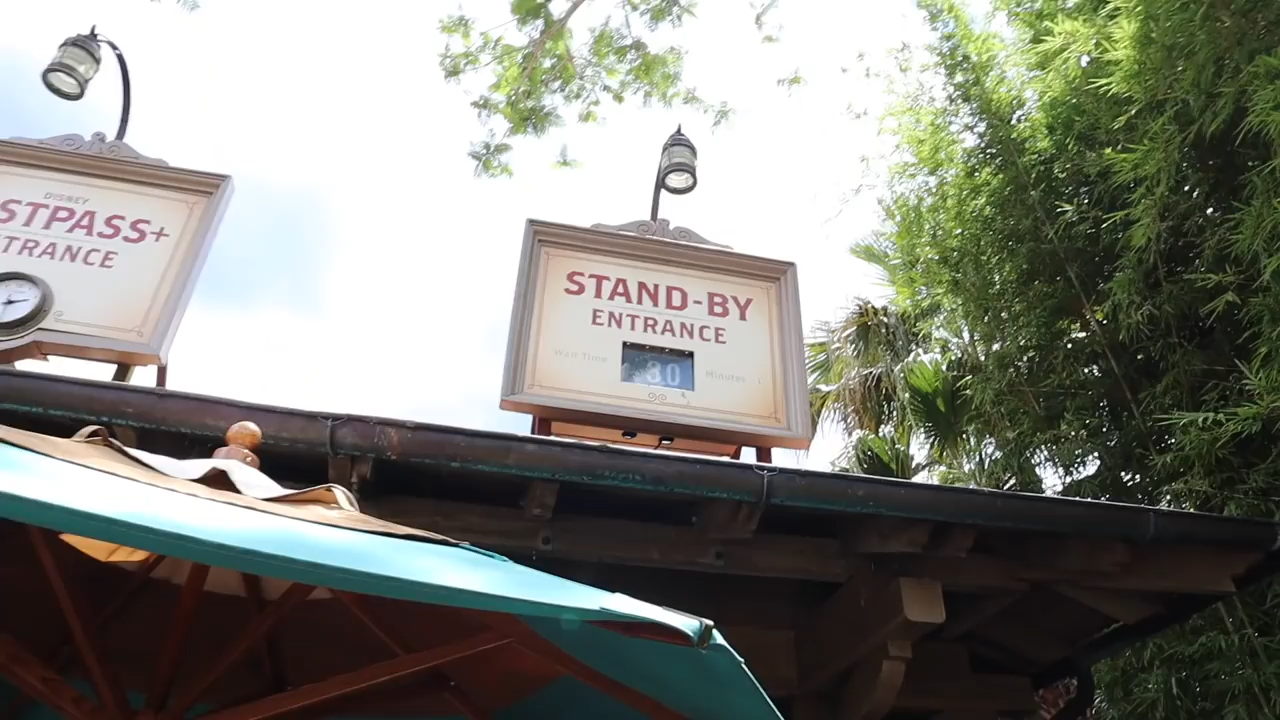 DISNEY
STPASS+
NTRANCE
STAND-BY
ENTRANCE
Wait Time
30
Minutes